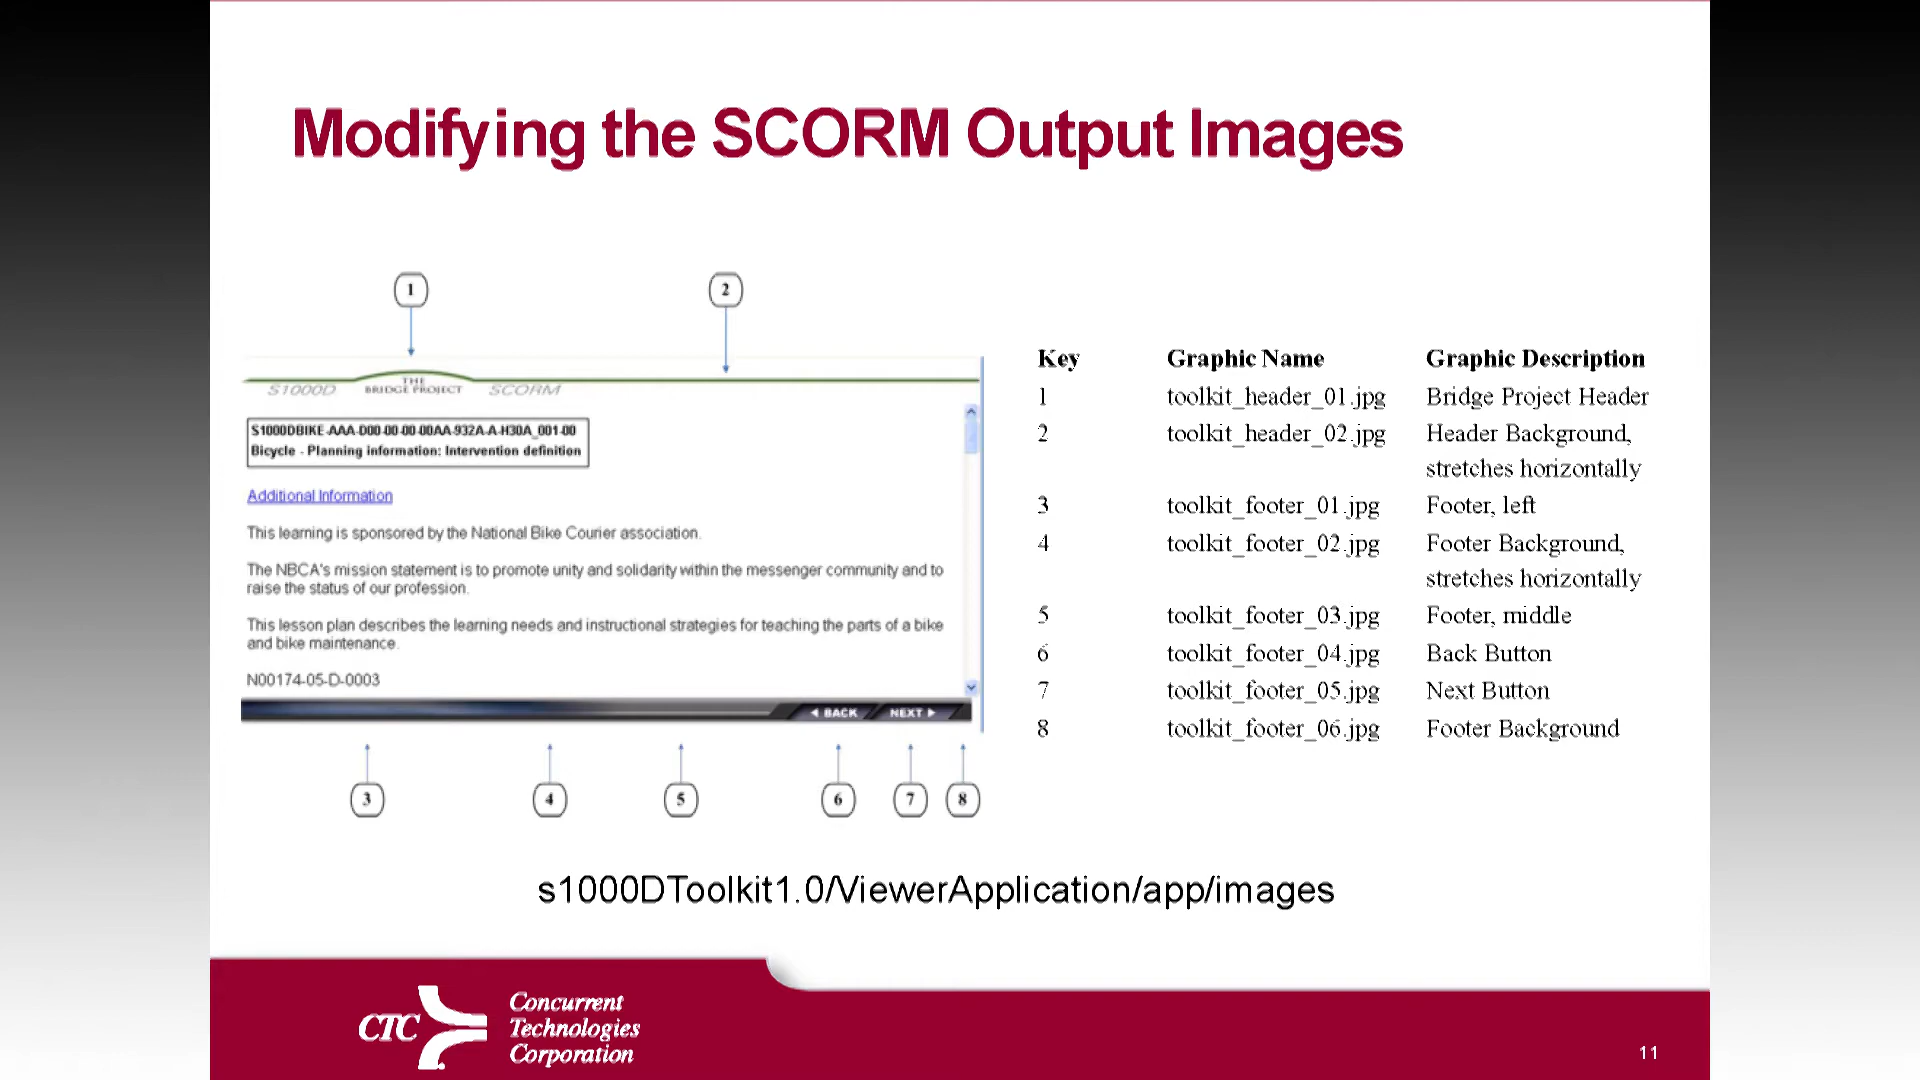 Modifying the SCORM Output Images
1
2
S1000D
THE
BRIDGE PROJECT
SCORM
S1000DBIKE-AAA-D00-00-00-00AA-932A-A-H30A_001-00
Bicycle - Planning information: Intervention definition
Additional Information
This learning is sponsored by the National Bike Courier association.
The NBCA's mission statement is to promote unity and solidarity within the messenger community and to
raise the status of our profession.
This lesson plan describes the learning needs and instructional strategies for teaching the parts of a bike
and bike maintenance.
N00174-05-D-0003
BACK
NEXT
3
4
5
6
7
8
Key Graphic Name Graphic Description
1 toolkit_header_01.jpg Bridge Project Header
2 toolkit_header_02.jpg Header Background,
stretches horizontally
3 toolkit_footer_01.jpg Footer, left
4 toolkit_footer_02.jpg Footer Background,
stretches horizontally
5 toolkit_footer_03.jpg Footer, middle
6 toolkit_footer_04.jpg Back Button
7 toolkit_footer_05.jpg Next Button
8 toolkit_footer_06.jpg Footer Background
s1000DToolkit1.0/ViewerApplication/app/images
CTC
Concurrent
Technologies
Corporation
11